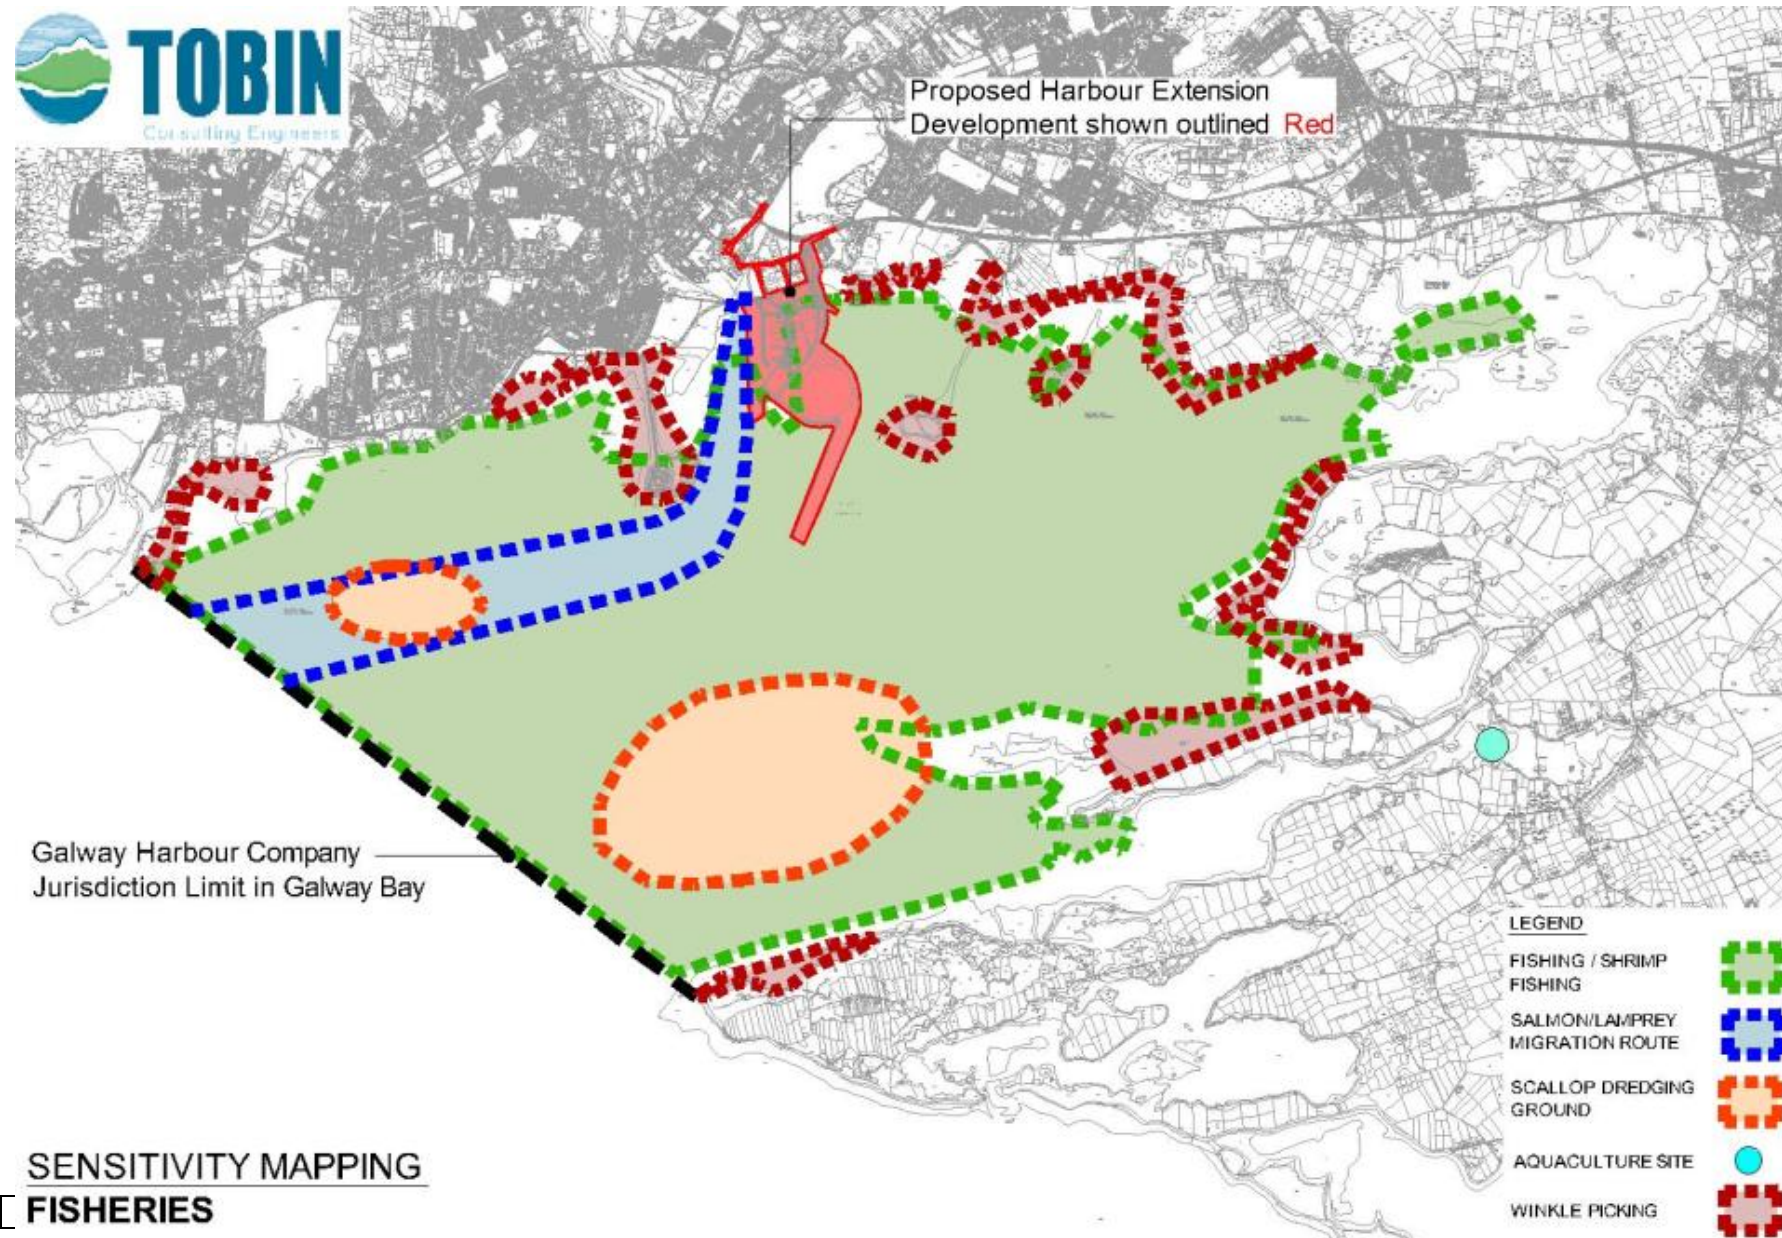 TOBIN
Consulting Engineers
Proposed Harbour Extension
Development shown outlined Red
Galway Harbour Company
Jurisdiction Limit in Galway Bay
LEGEND
FISHING / SHRIMP
FISHING
SALMON/LAMPREY
MIGRATION ROUTE
SCALLOP DREDGING
GROUND
AQUACULTURE SITE
WINKLE PICKING
SENSITIVITY MAPPING
FISHERIES